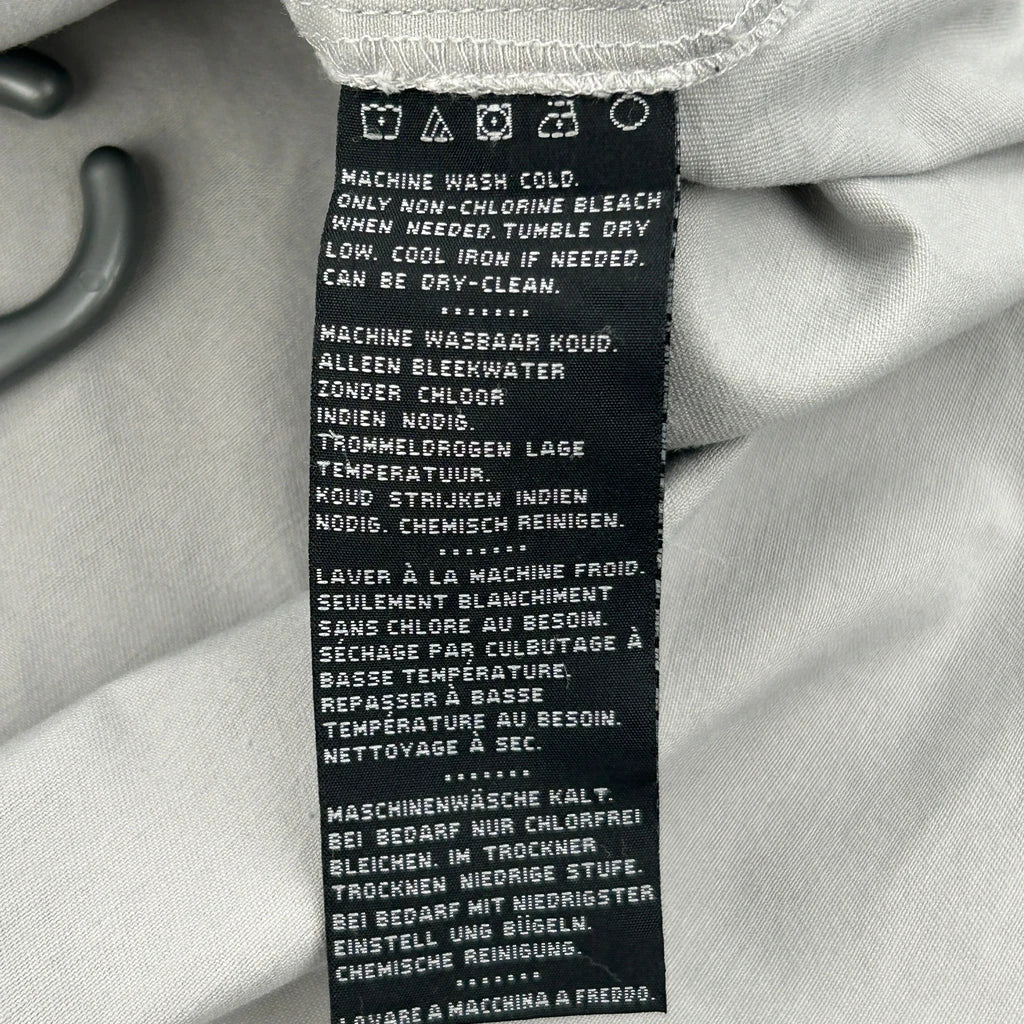 MACHINE WASH COLD.
ONLY NON-CHLORINE BLEACH
WHEN NEEDED. TUMBLE DRY
LOW. COOL IRON IF NEEDED.
CAN BE DRY-CLEAN.
.......
MACHINE WASBAAR KOUD.
ALLEEN BLEEKWATER
ZONDER CHLOOR
INDIEN NODIG.
TROMMELDROGEN LAGE
TEMPERATUUR.
KOUD STRIJKEN INDIEN
NODIG. CHEMISCH REINIGEN.
.......
LAVER À LA MACHINE FROID.
SEULEMENT BLANCHIMENT
SANS CHLORE AU BESOIN.
SÉCHAGE PAR CULBUTAGE À
BASSE TEMPÉRATURE.
REPASSER À BASSE
TEMPÉRATURE AU BESOIN.
NETTOYAGE À SEC.
.......
MASCHINENWÄSCHE KALT.
BEI BEDARF NUR CHLORFREI
BLEICHEN. IM TROCKNER
TROCKNEN NIEDRIGE STUFE.
BEI BEDARF MIT NIEDRIGSTER
EINSTELL UNG BÜGELN.
CHEMISCHE REINIGUNG.
.......
LAVARE A MACCHINA A FREDDO.